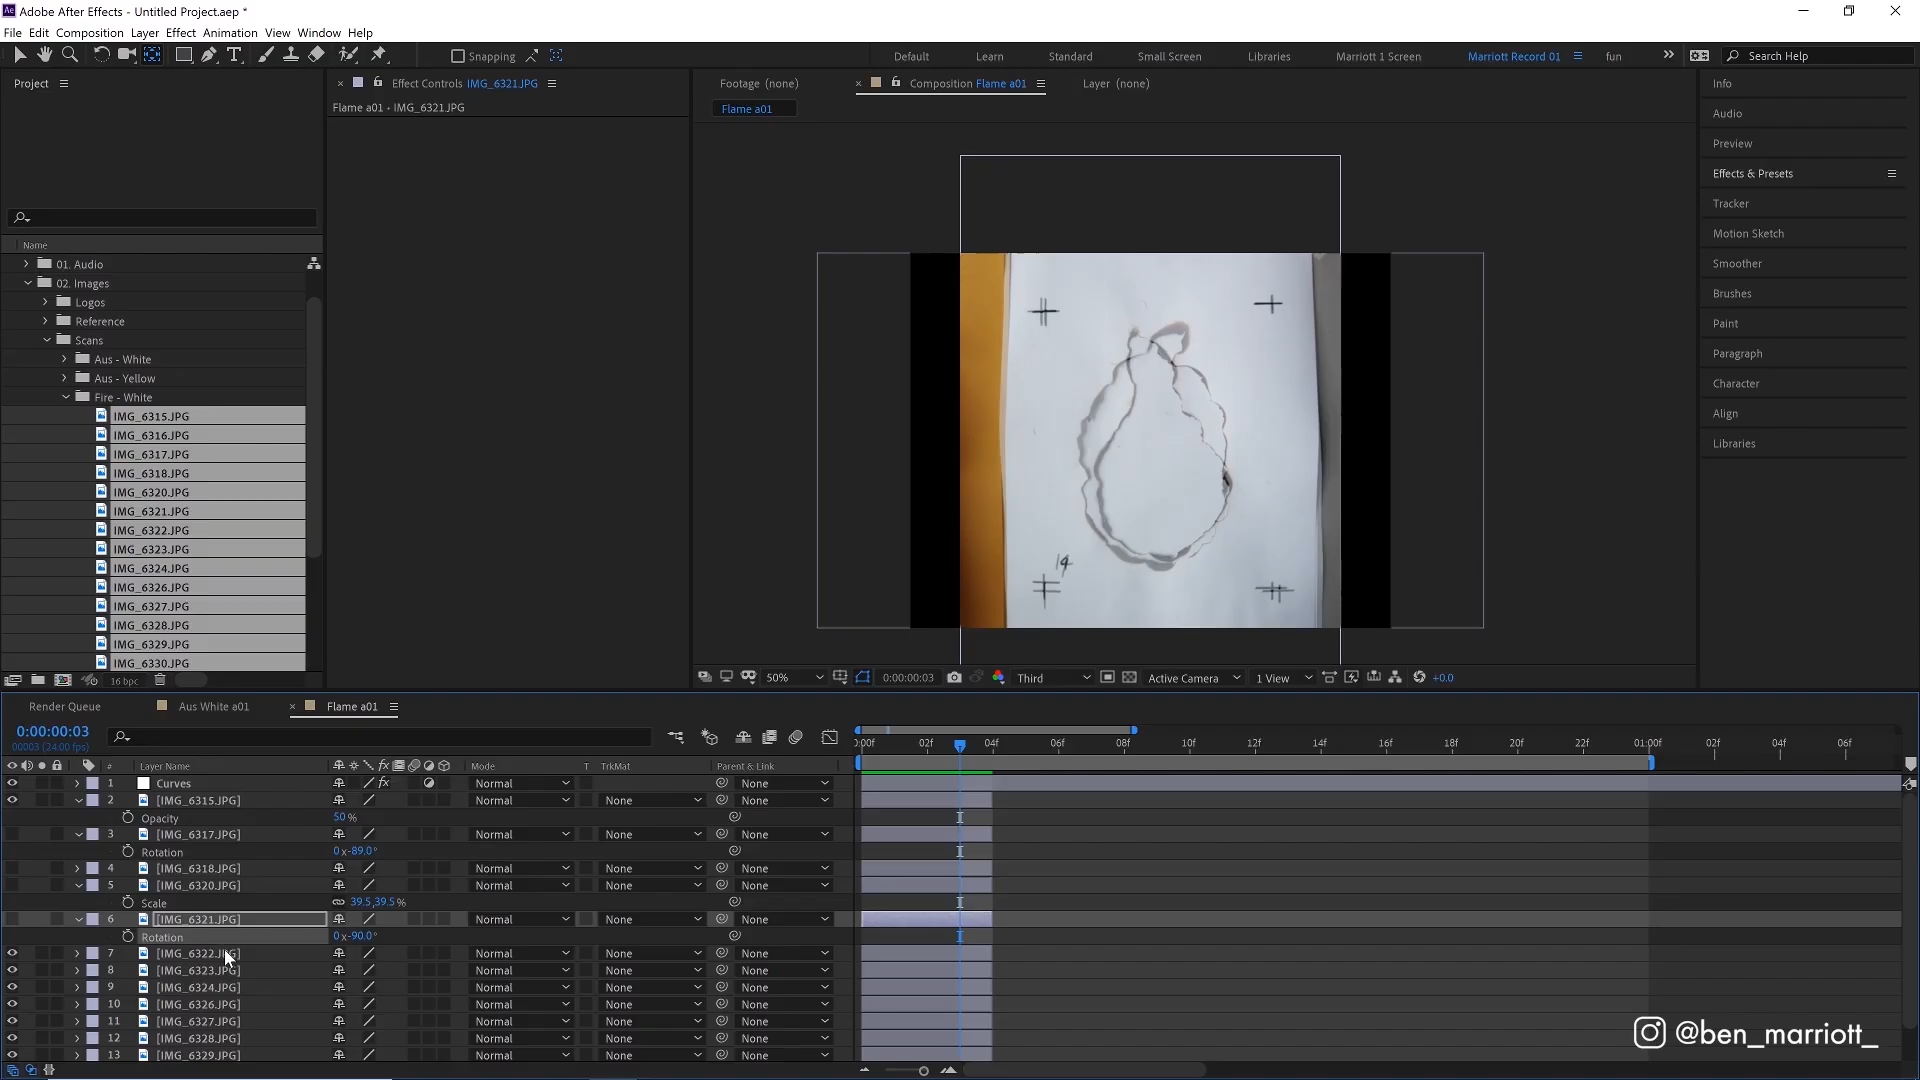 Adobe After Effects - Untitled Project.aep *
File Edit Composition Layer Effect Animation View Window Help
Snapping
Default Learn Standard Small Screen Libraries Marriott 1 Screen Marriott Record 01 fun
Search Help
Project
Effect Controls IMG_6321.JPG
Flame a01 • IMG_6321.JPG
Footage (none)
Composition Flame a01
Layer (none)
Flame a01
Info
Audio
Preview
Effects & Presets
Tracker
Motion Sketch
Smoother
Brushes
Paint
Paragraph
Character
Align
Libraries
Name
01. Audio
02. Images
Logos
Reference
Scans
Aus - White
Aus - Yellow
Fire - White
IMG_6315.JPG
IMG_6316.JPG
IMG_6317.JPG
IMG_6318.JPG
IMG_6320.JPG
IMG_6321.JPG
IMG_6322.JPG
IMG_6323.JPG
IMG_6324.JPG
IMG_6326.JPG
IMG_6327.JPG
IMG_6328.JPG
IMG_6329.JPG
IMG_6330.JPG
16 bpc
14
50% 0:00:00:03 Third Active Camera 1 View +0.0
Render Queue
Aus White a01
Flame a01
0:00:00:03
00003 (24.00 fps)
0:00f 02f 04f 06f 08f 10f 12f 14f 16f 18f 20f 22f 01:00f 02f 04f 06f
# Layer Name Mode T TrkMat Parent & Link
1 Curves Normal None
2 [IMG_6315.JPG] Normal None None
Opacity 50 %
3 [IMG_6317.JPG] Normal None None
Rotation 0 x-89.0°
4 [IMG_6318.JPG] Normal None None
5 [IMG_6320.JPG] Normal None None
Scale 39.5,39.5 %
6 [IMG_6321.JPG] Normal None None
Rotation 0 x-90.0°
7 [IMG_6322.JPG] Normal None None
8 [IMG_6323.JPG] Normal None None
9 [IMG_6324.JPG] Normal None None
10 [IMG_6326.JPG] Normal None None
11 [IMG_6327.JPG] Normal None None
12 [IMG_6328.JPG] Normal None None
13 [IMG_6329.JPG] Normal None None
@ben_marriott_